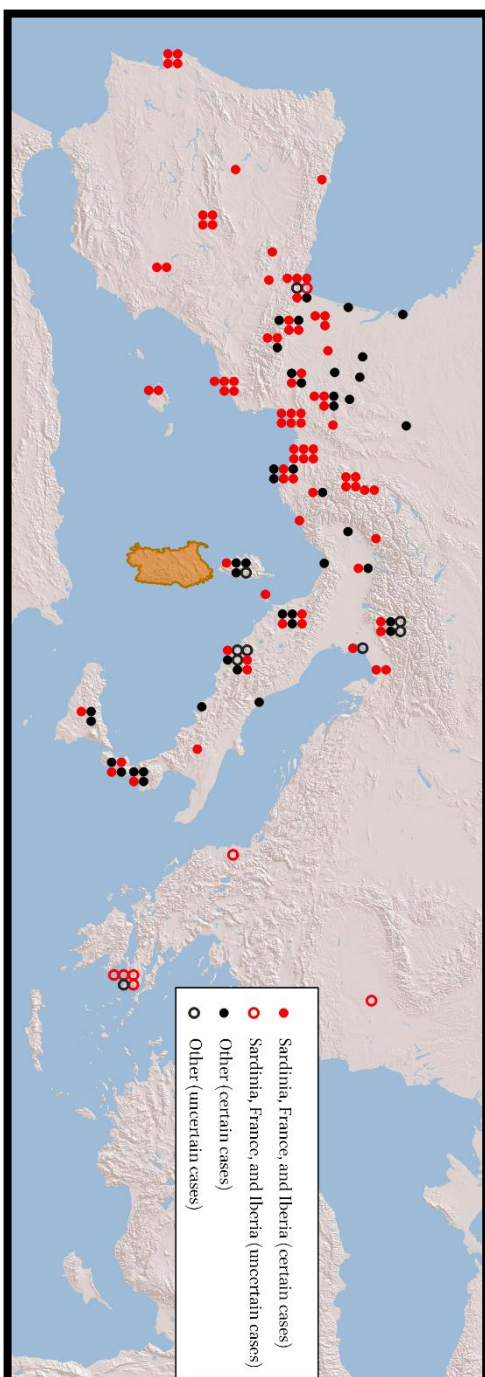 Sardinia, France, and Iberia (certain cases)
Sardinia, France, and Iberia (uncertain cases)
Other (certain cases)
Other (uncertain cases)